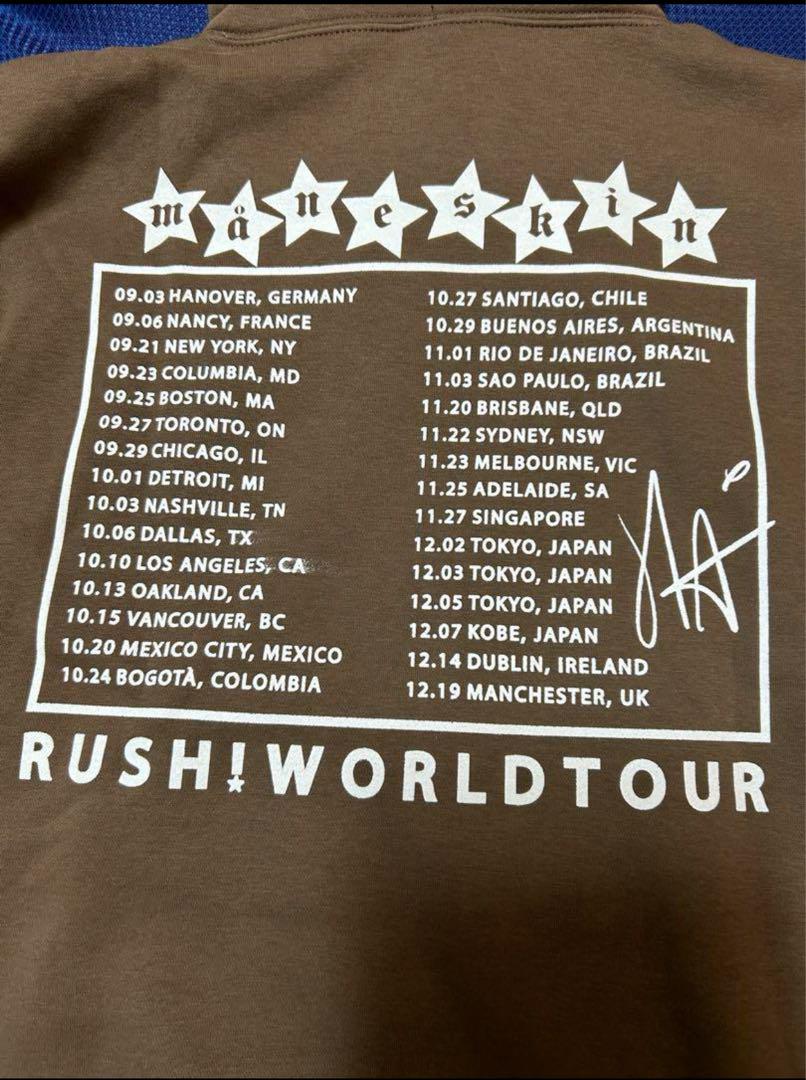 måneskin
09.03 HANOVER, GERMANY
09.06 NANCY, FRANCE
09.21 NEW YORK, NY
09.23 COLUMBIA, MD
09.25 BOSTON, MA
09.27 TORONTO, ON
09.29 CHICAGO, IL
10.01 DETROIT, MI
10.03 NASHVILLE, TN
10.06 DALLAS, TX
10.10 LOS ANGELES, CA
10.13 OAKLAND, CA
10.15 VANCOUVER, BC
10.20 MEXICO CITY, MEXICO
10.24 BOGOTÀ, COLOMBIA
10.27 SANTIAGO, CHILE
10.29 BUENOS AIRES, ARGENTINA
11.01 RIO DE JANEIRO, BRAZIL
11.03 SAO PAULO, BRAZIL
11.20 BRISBANE, QLD
11.22 SYDNEY, NSW
11.23 MELBOURNE, VIC
11.25 ADELAIDE, SA
11.27 SINGAPORE
12.02 TOKYO, JAPAN
12.03 TOKYO, JAPAN
12.05 TOKYO, JAPAN
12.07 KOBE, JAPAN
12.14 DUBLIN, IRELAND
12.19 MANCHESTER, UK
RUSH! WORLD TOUR